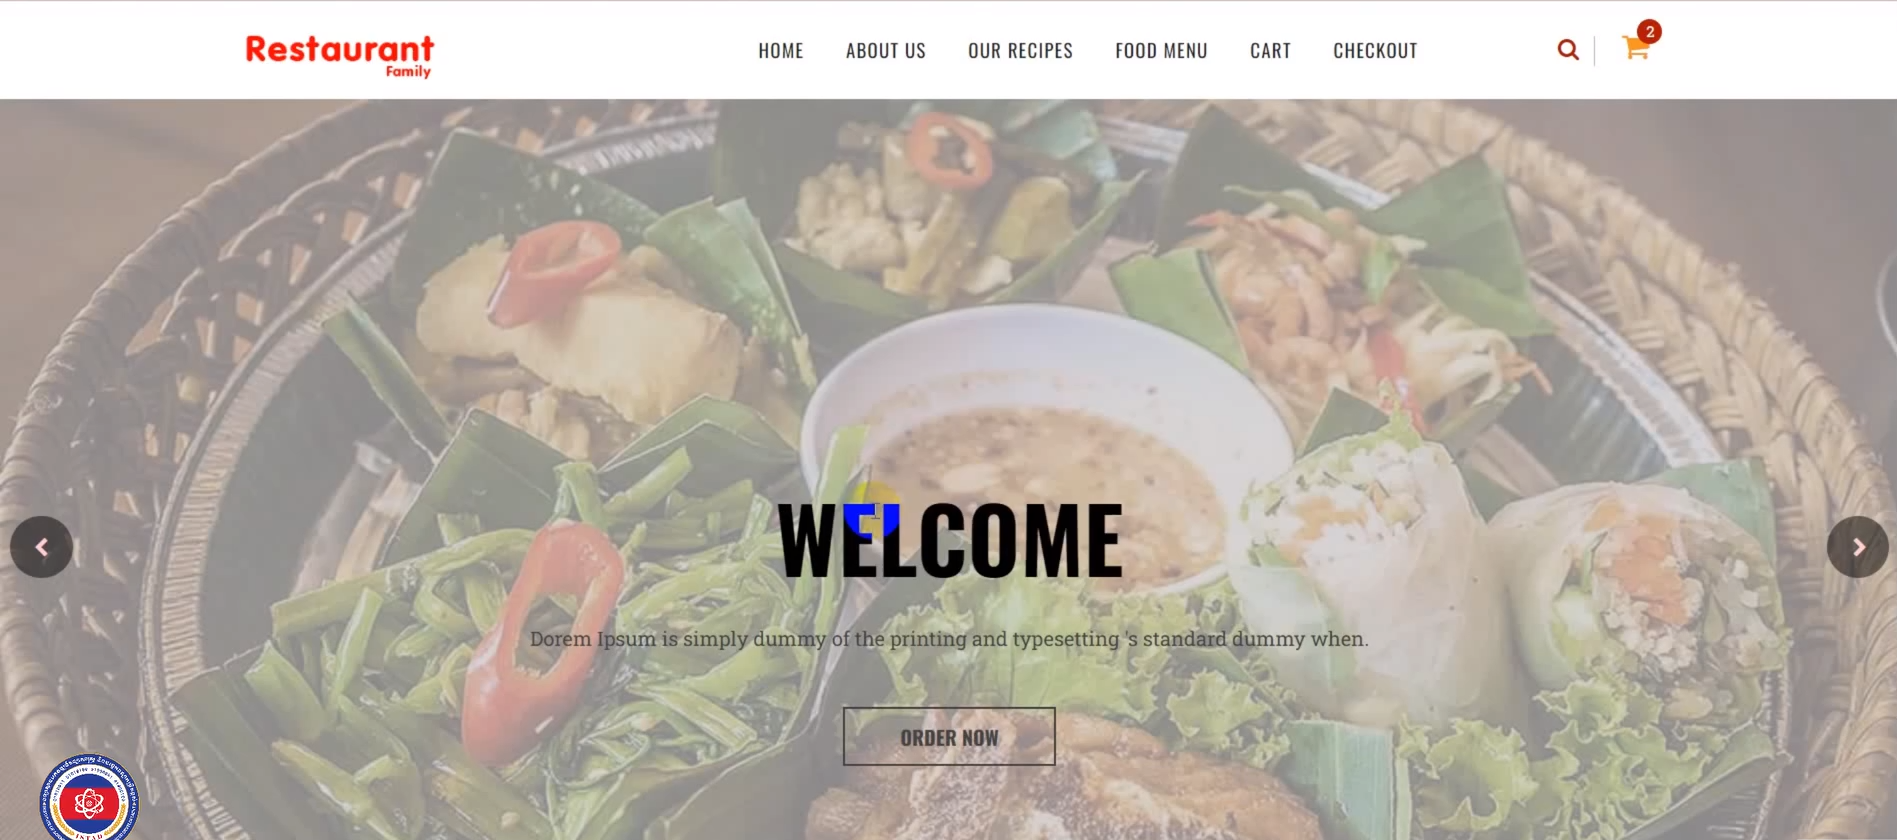 Restaurant
Family
HOME ABOUT US OUR RECIPES FOOD MENU CART CHECKOUT
2
WELCOME
Dorem Ipsum is simply dummy of the printing and typesetting 's standard dummy when.
ORDER NOW